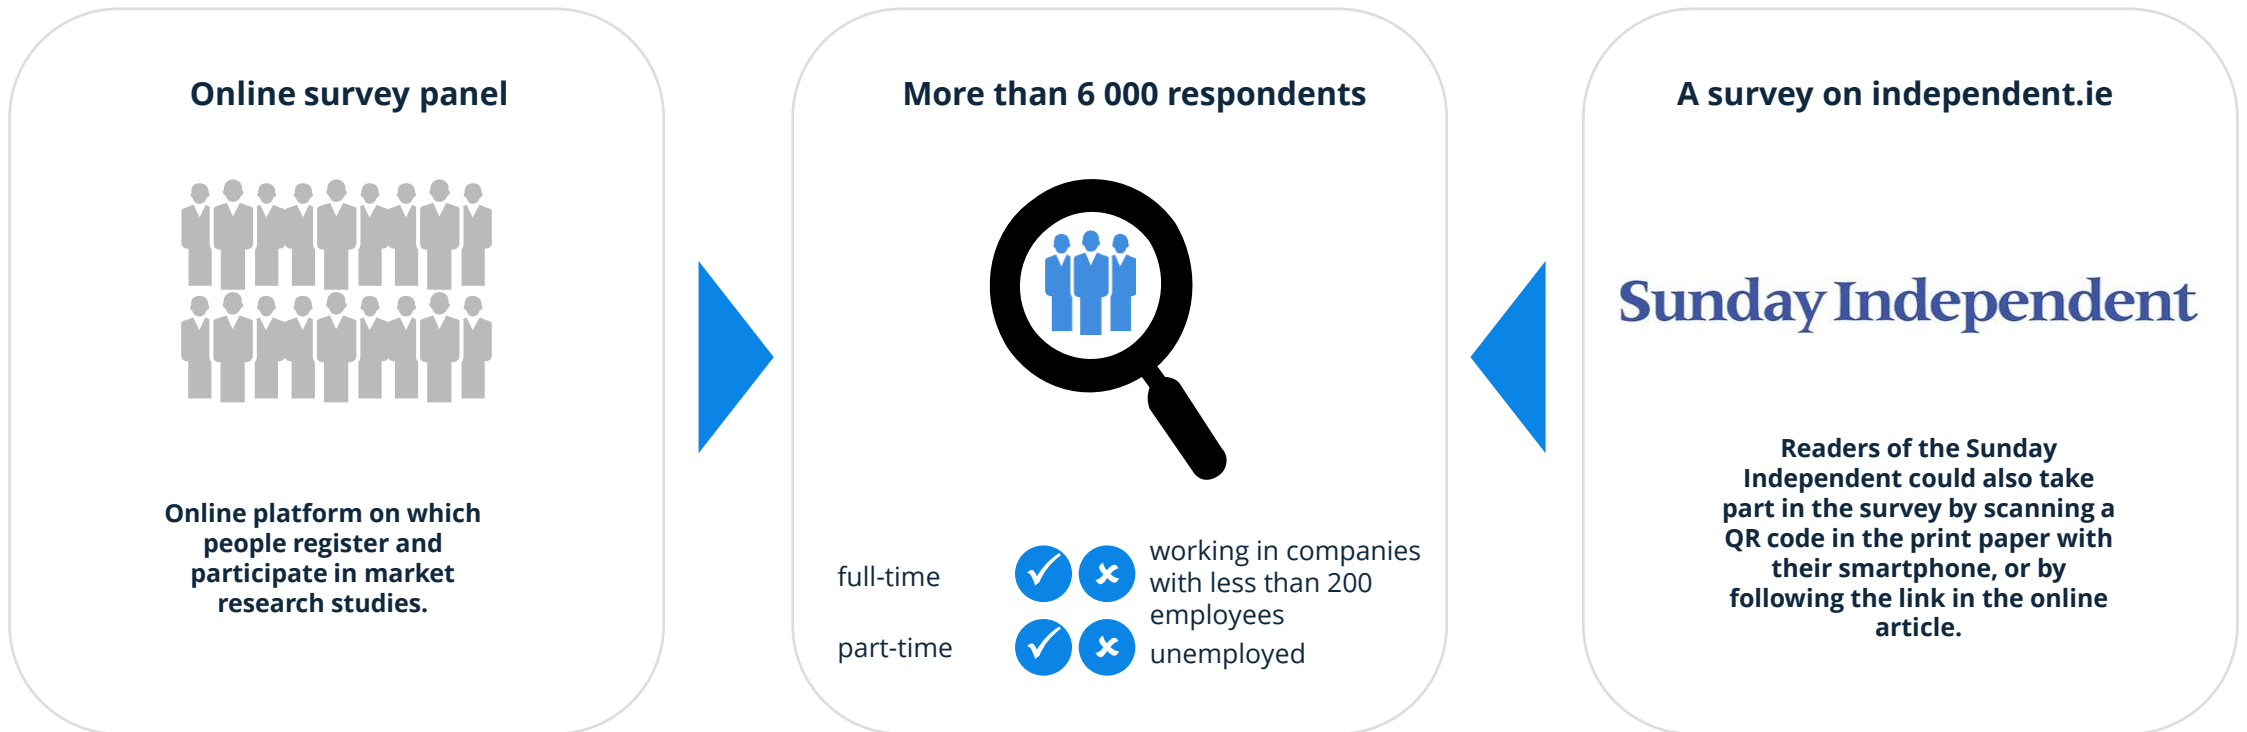 Online survey panel
Online platform on which
people register and
participate in market
research studies.
More than 6 000 respondents
full-time
part-time
working in companies
with less than 200
employees
unemployed
A survey on independent.ie
Sunday Independent
Readers of the Sunday
Independent could also take
part in the survey by scanning a
QR code in the print paper with
their smartphone, or by
following the link in the online
article.